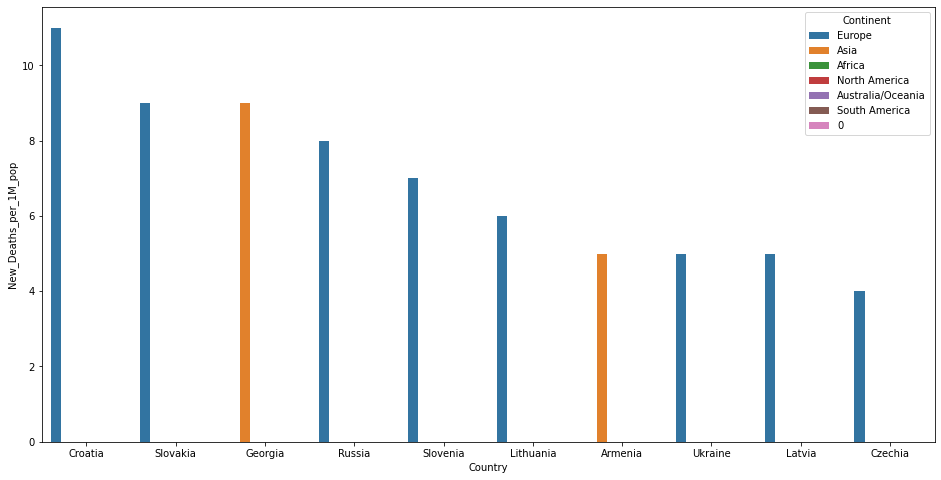 Continent
Europe
Asia
Africa
North America
Australia/Oceania
South America
0
New_Deaths_per_1M_pop
10
8
6
4
2
0
Croatia Slovakia Georgia Russia Slovenia Lithuania Armenia Ukraine Latvia Czechia
Country